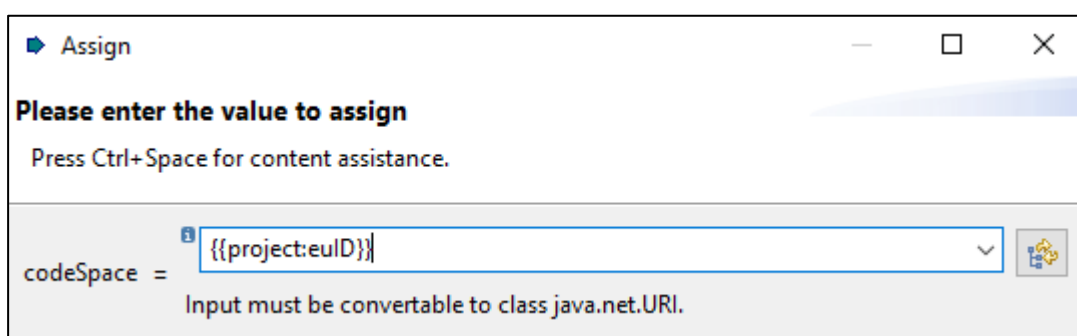 Assign
Please enter the value to assign
Press Ctrl+Space for content assistance.
{{project:euID}}
codeSpace =
Input must be convertable to class java.net.URI.